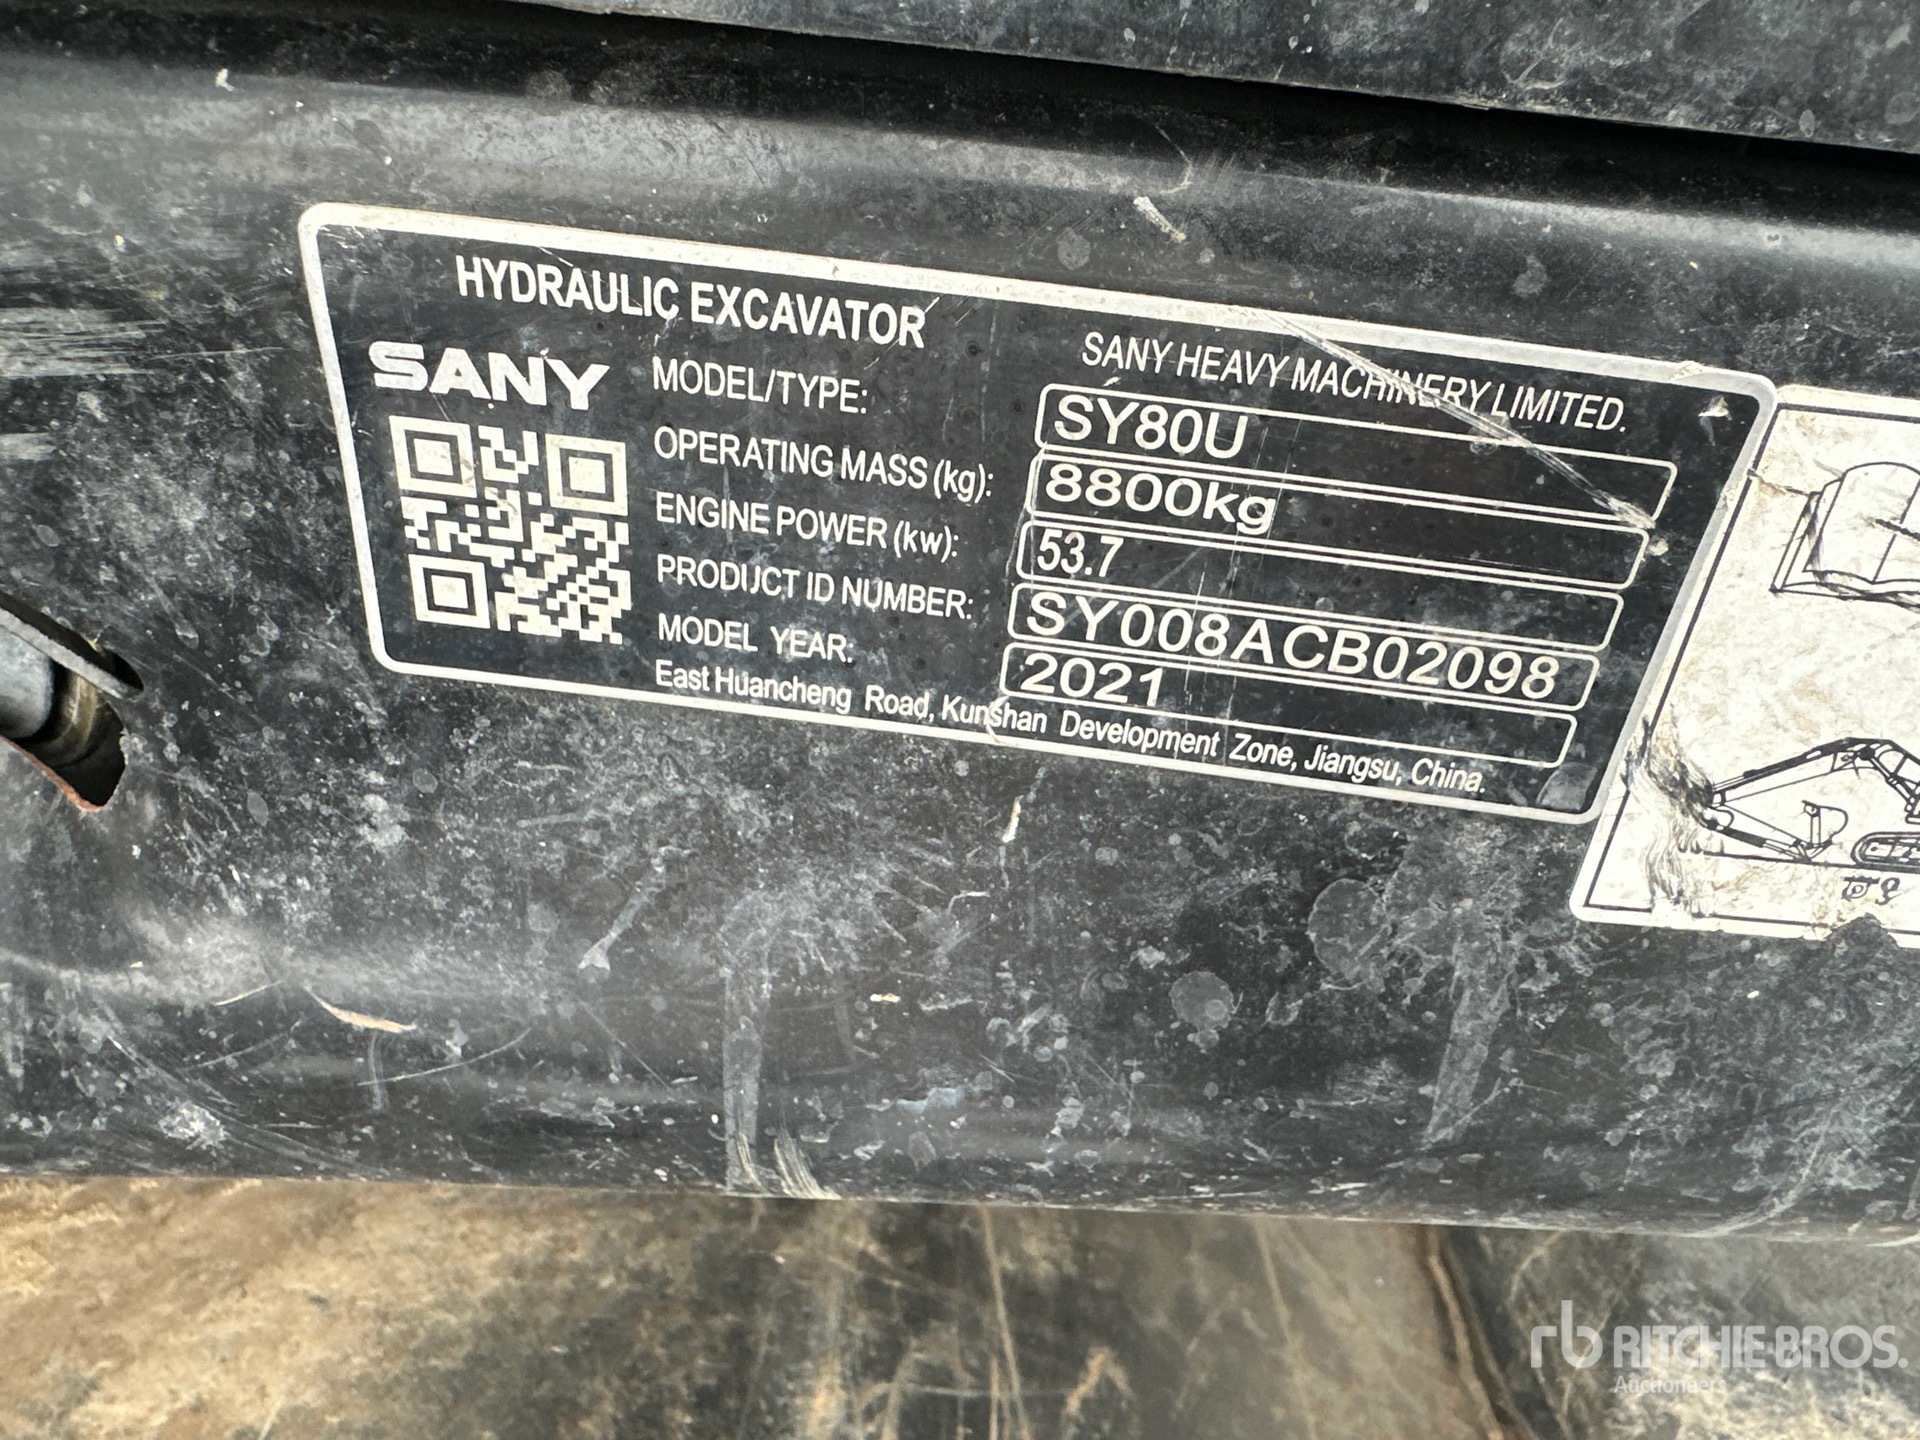 HYDRAULIC EXCAVATOR
SANY
SANY HEAVY MACHINERY LIMITED.
MODEL/TYPE: SY80U
OPERATING MASS (kg): 8800kg
ENGINE POWER (kw): 53.7
PRODUCT ID NUMBER: SY008ACB02098
MODEL YEAR: 2021
East Huancheng Road, Kunshan Development Zone, Jiangsu, China.
rb RITCHIE BROS.
Auctioneers